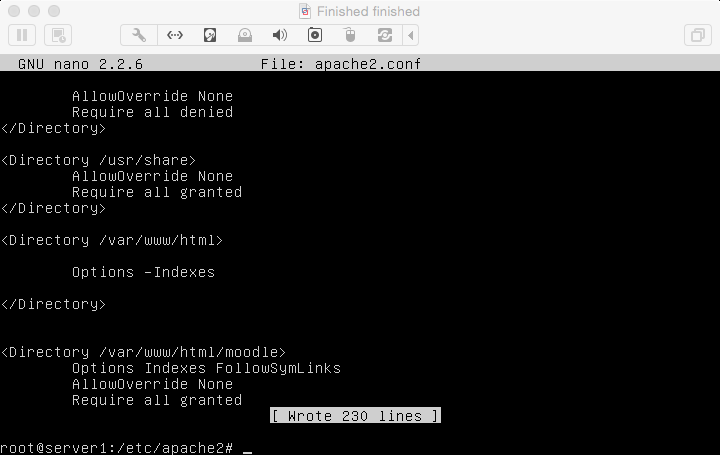 Finished finished
GNU nano 2.2.6 File: apache2.conf
AllowOverride None
Require all denied
</Directory>
<Directory /usr/share>
AllowOverride None
Require all granted
</Directory>
<Directory /var/www/html>
Options -Indexes
</Directory>
<Directory /var/www/html/moodle>
Options Indexes FollowSymLinks
AllowOverride None
Require all granted
[ Wrote 230 lines ]
root@server1:/etc/apache2# _